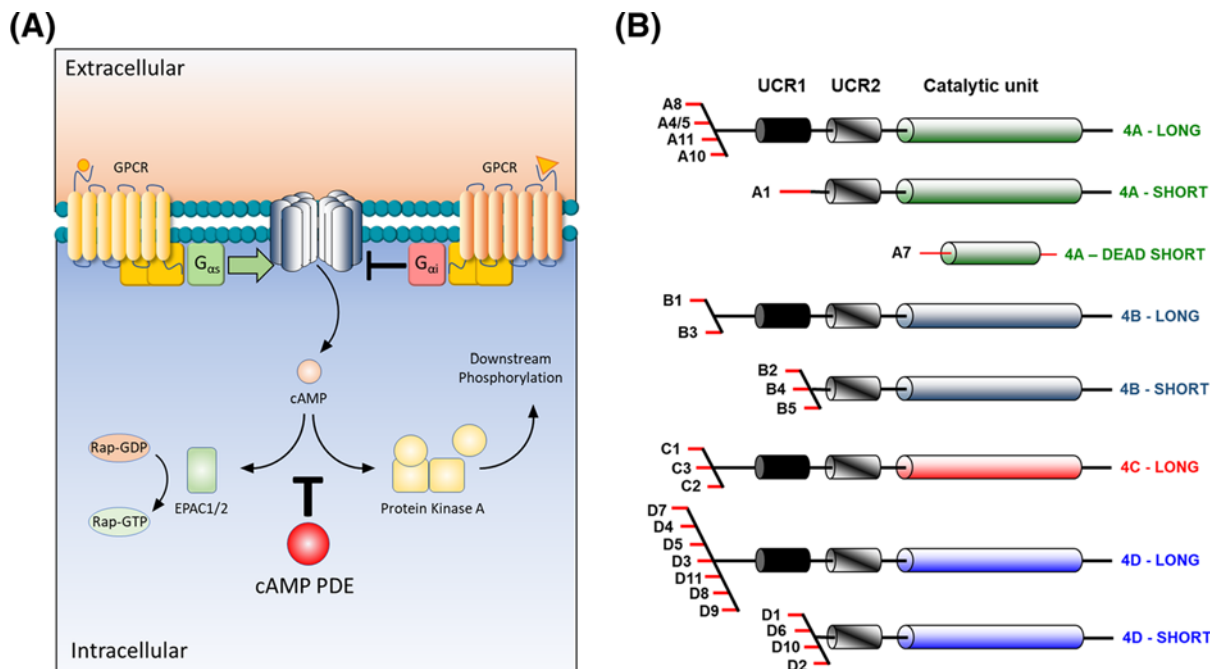 (A)
Extracellular
GPCR
GPCR
Gαs
Gαi
cAMP
Downstream
Phosphorylation
Rap-GDP
Rap-GTP
EPAC1/2
Protein Kinase A
cAMP PDE
Intracellular
(B)
UCR1 UCR2 Catalytic unit
A8
A4/5
A11
A10
4A - LONG
A1
4A - SHORT
A7
4A – DEAD SHORT
B1
B3
4B - LONG
B2
B4
B5
4B - SHORT
C1
C3
C2
4C - LONG
D7
D4
D5
D3
D11
D8
D9
4D - LONG
D1
D6
D10
D2
4D - SHORT